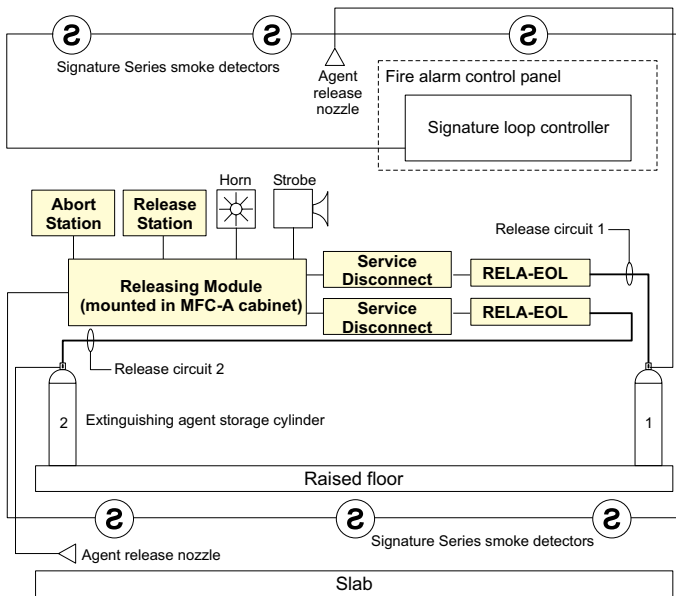 Signature Series smoke detectors
Agent
release
nozzle
Fire alarm control panel
Signature loop controller
Abort
Station
Release
Station
Horn
Strobe
Release circuit 1
Releasing Module
(mounted in MFC-A cabinet)
Service
Disconnect
RELA-EOL
Service
Disconnect
RELA-EOL
Release circuit 2
2
Extinguishing agent storage cylinder
1
Raised floor
Signature Series smoke detectors
Agent release nozzle
Slab